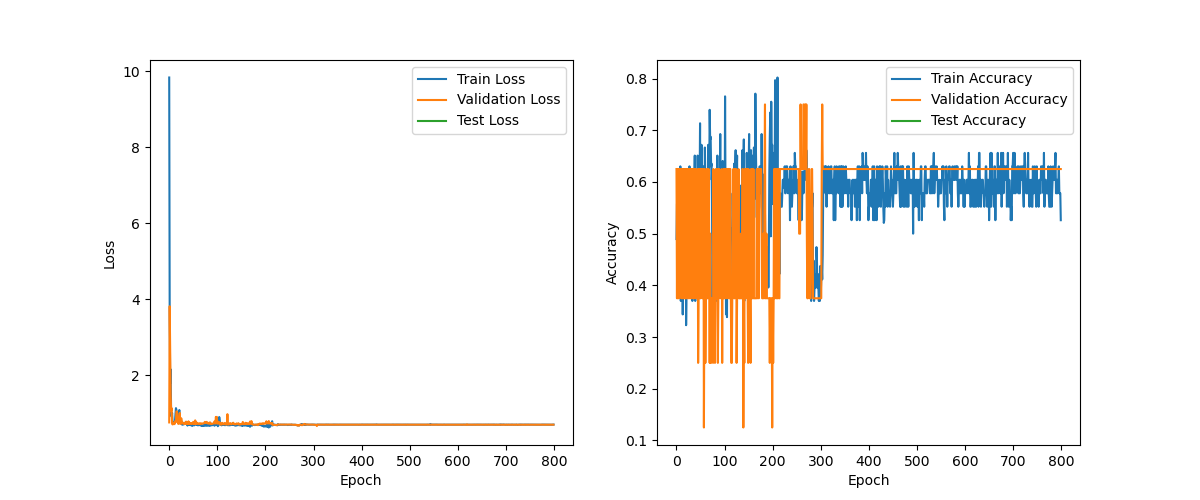 10
8
6
4
2
Loss
0 100 200 300 400 500 600 700 800
Epoch
Train Loss
Validation Loss
Test Loss
0.8
0.7
0.6
0.5
0.4
0.3
0.2
0.1
Accuracy
0 100 200 300 400 500 600 700 800
Epoch
Train Accuracy
Validation Accuracy
Test Accuracy